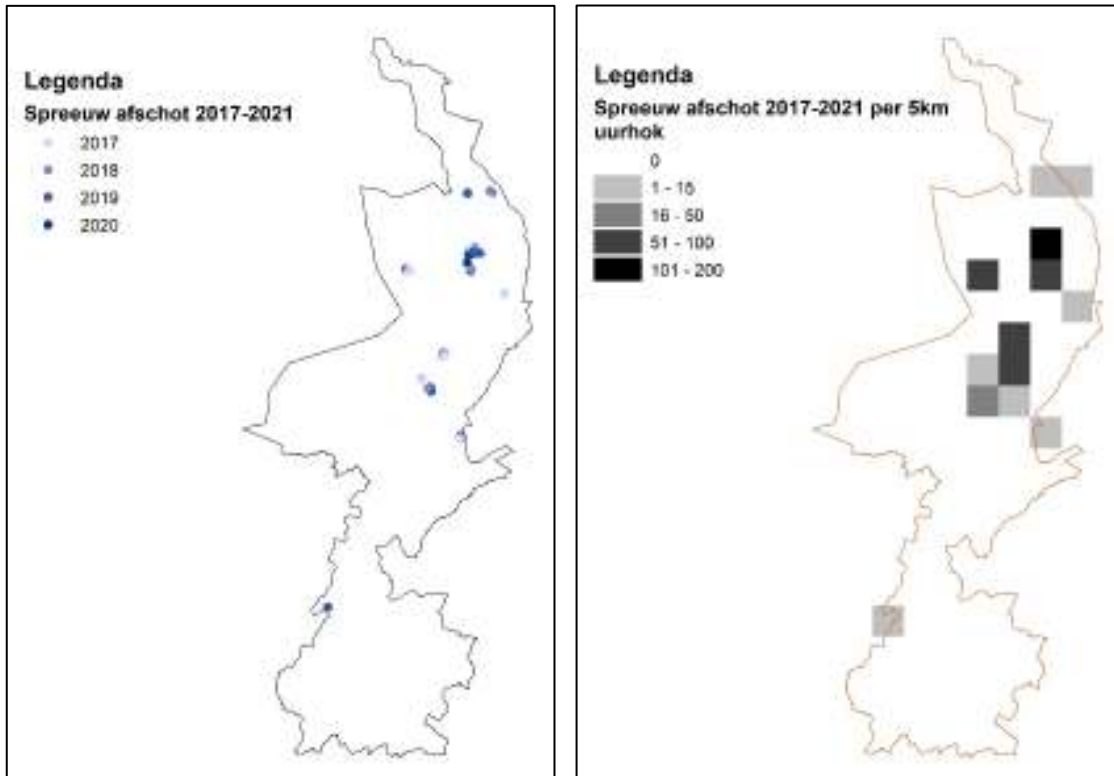 Legenda
Spreeuw afschot 2017-2021
2017
2018
2019
2020
Legenda
Spreeuw afschot 2017-2021 per 5km
uurhok
0
1 - 15
16 - 50
51 - 100
101 - 200